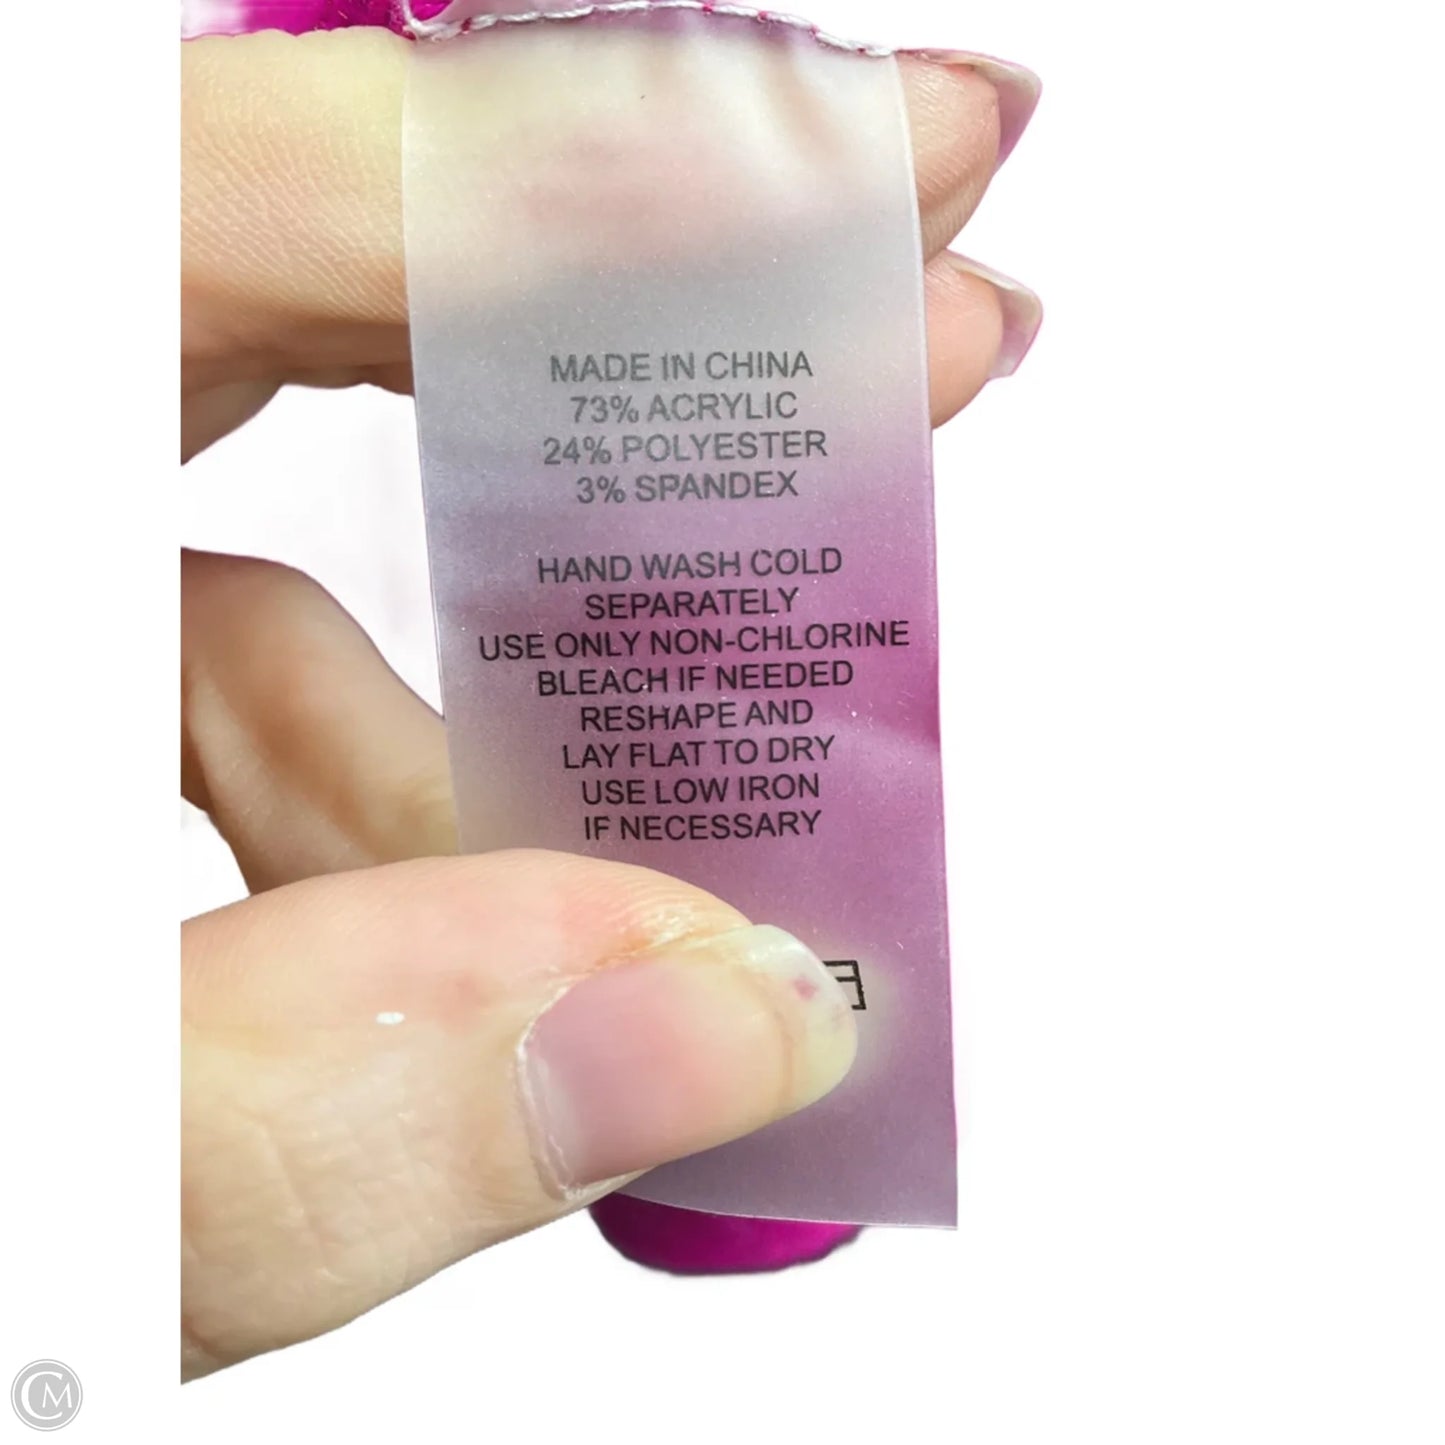 MADE IN CHINA
73% ACRYLIC
24% POLYESTER
3% SPANDEX
HAND WASH COLD
SEPARATELY
USE ONLY NON-CHLORINE
BLEACH IF NEEDED
RESHAPE AND
LAY FLAT TO DRY
USE LOW IRON
IF NECESSARY
CM